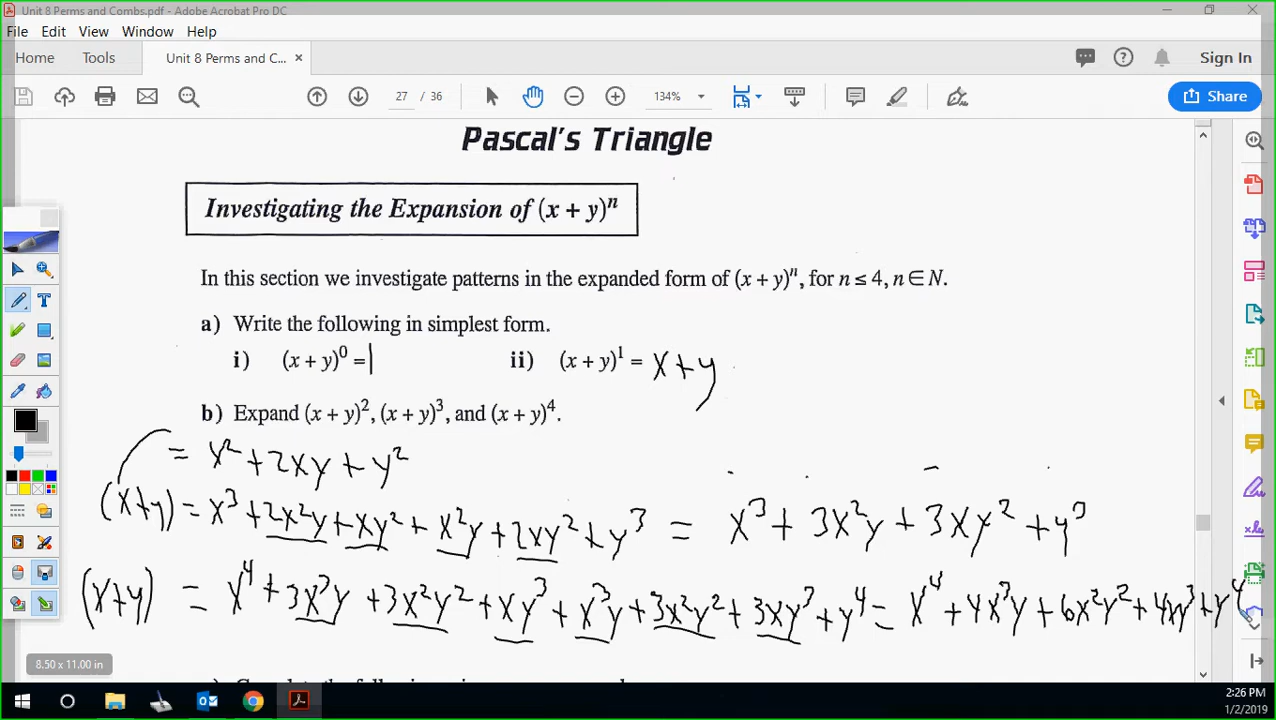 Unit 8 Perms and Combs.pdf - Adobe Acrobat Pro DC
File Edit View Window Help
Home Tools Unit 8 Perms and C... × Sign In
27 / 36 134% Share
Pascal's Triangle
Investigating the Expansion of (x + y)ⁿ
In this section we investigate patterns in the expanded form of (x + y)ⁿ, for n ≤ 4, n ∈ N.
a) Write the following in simplest form.
i) (x + y)⁰ = 1 ii) (x + y)¹ = x+y
b) Expand (x + y)², (x + y)³, and (x + y)⁴.
= x² + 2xy + y²
(x+y) = x³ + 2x²y + xy² + x²y + 2xy² + y³ = x³ + 3x²y + 3xy² + y³
(x+y) = x⁴ + 3x³y + 3x²y² + xy³ + x³y + 3x²y² + 3xy³ + y⁴ = x⁴ + 4x³y + 6x²y² + 4xy³ + y⁴
8.50 x 11.00 in
2:26 PM
1/2/2019